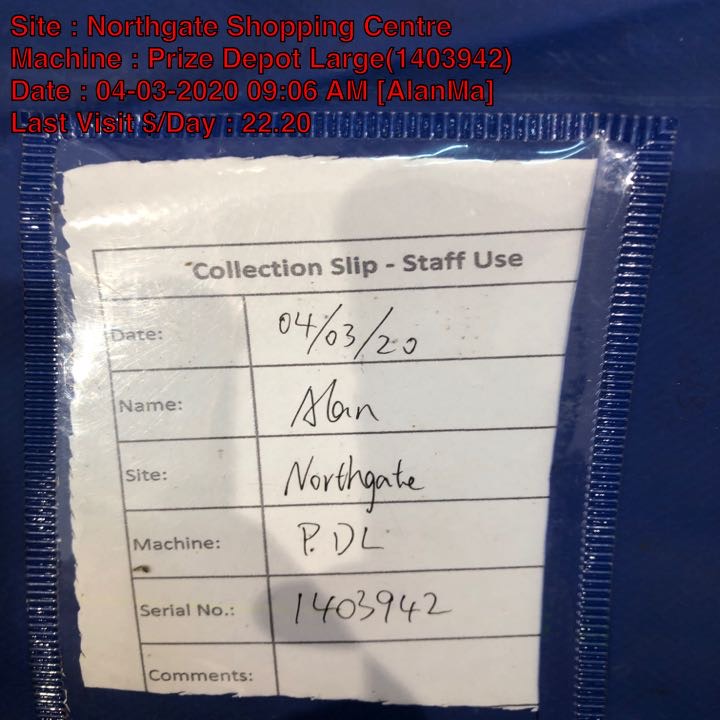 Site : Northgate Shopping Centre
Machine : Prize Depot Large(1403942)
Date : 04-03-2020 09:06 AM [AlanMa]
Last Visit $/Day : 22.20
Collection Slip - Staff Use
Date: 04/03/20
Name: Alan
Site: Northgate
Machine: P.DL
Serial No.: 1403942
Comments: